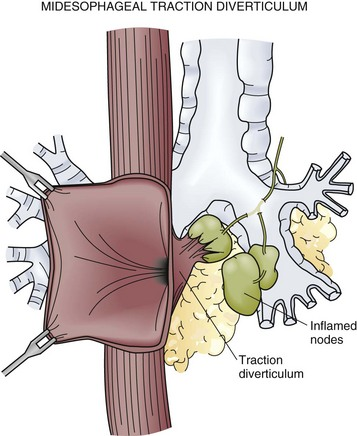 MIDESOPHAGEAL TRACTION DIVERTICULUM
Inflamed
nodes
Traction
diverticulum